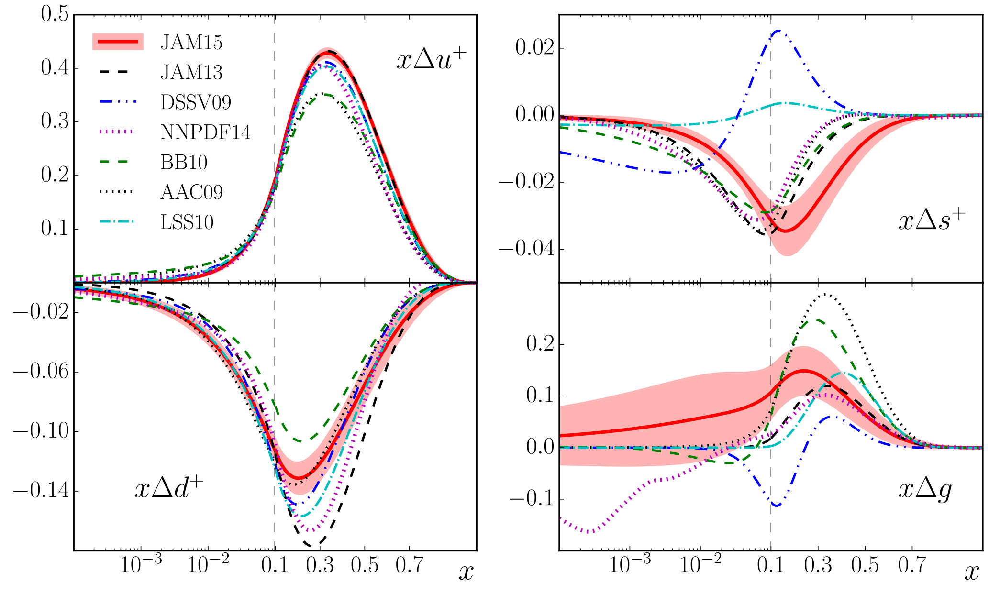 0.5
0.4
0.3
0.2
0.1
JAM15
JAM13
DSSV09
NNPDF14
BB10
AAC09
LSS10
xΔu⁺
0.02
0.00
−0.02
−0.04
xΔs⁺
−0.02
−0.06
−0.10
−0.14
xΔd⁺
10⁻³ 10⁻² 0.1 0.3 0.5 0.7 x
0.2
0.1
0.0
−0.1
xΔg
10⁻³ 10⁻² 0.1 0.3 0.5 0.7 x